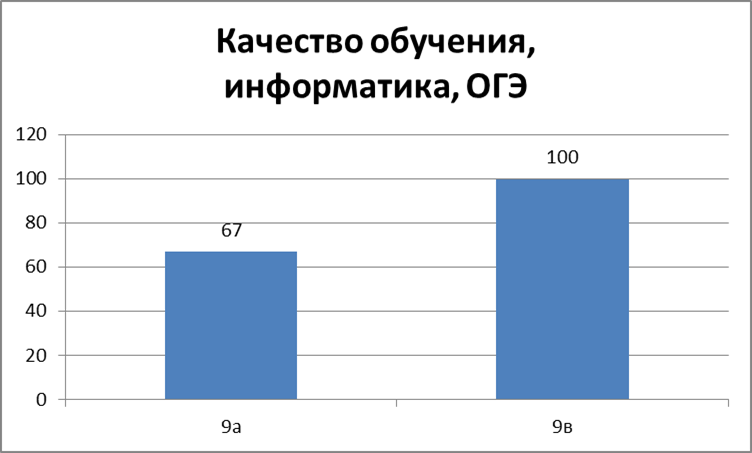 Качество обучения,
информатика, ОГЭ
120
100
80
60
40
20
0
67
100
9а
9в